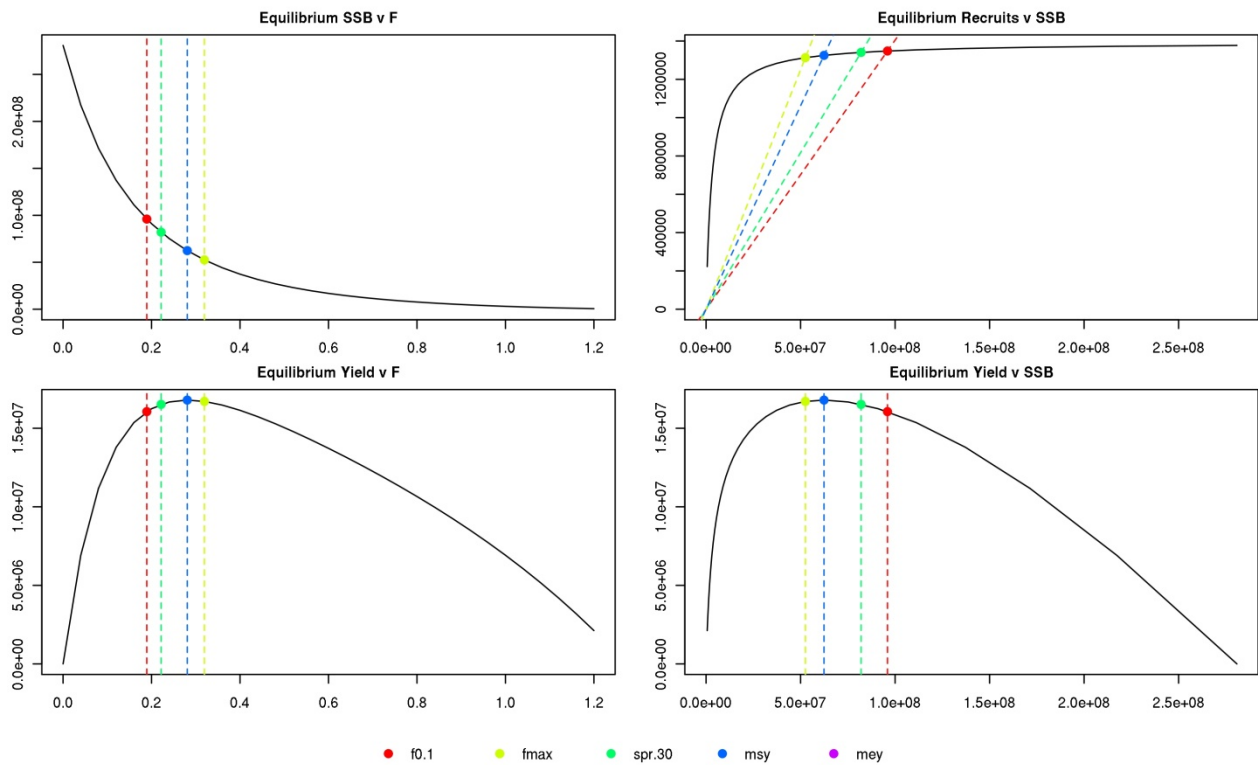 Equilibrium SSB v F
0.0e+00 1.0e+08 2.0e+08
0.0 0.2 0.4 0.6 0.8 1.0 1.2
Equilibrium Recruits v SSB
0 400000 800000 1200000
0.0e+00 5.0e+07 1.0e+08 1.5e+08 2.0e+08 2.5e+08
Equilibrium Yield v F
0.0e+00 5.0e+06 1.0e+07 1.5e+07
0.0 0.2 0.4 0.6 0.8 1.0 1.2
Equilibrium Yield v SSB
0.0e+00 5.0e+06 1.0e+07 1.5e+07
0.0e+00 5.0e+07 1.0e+08 1.5e+08 2.0e+08 2.5e+08
f0.1 fmax spr.30 msy mey